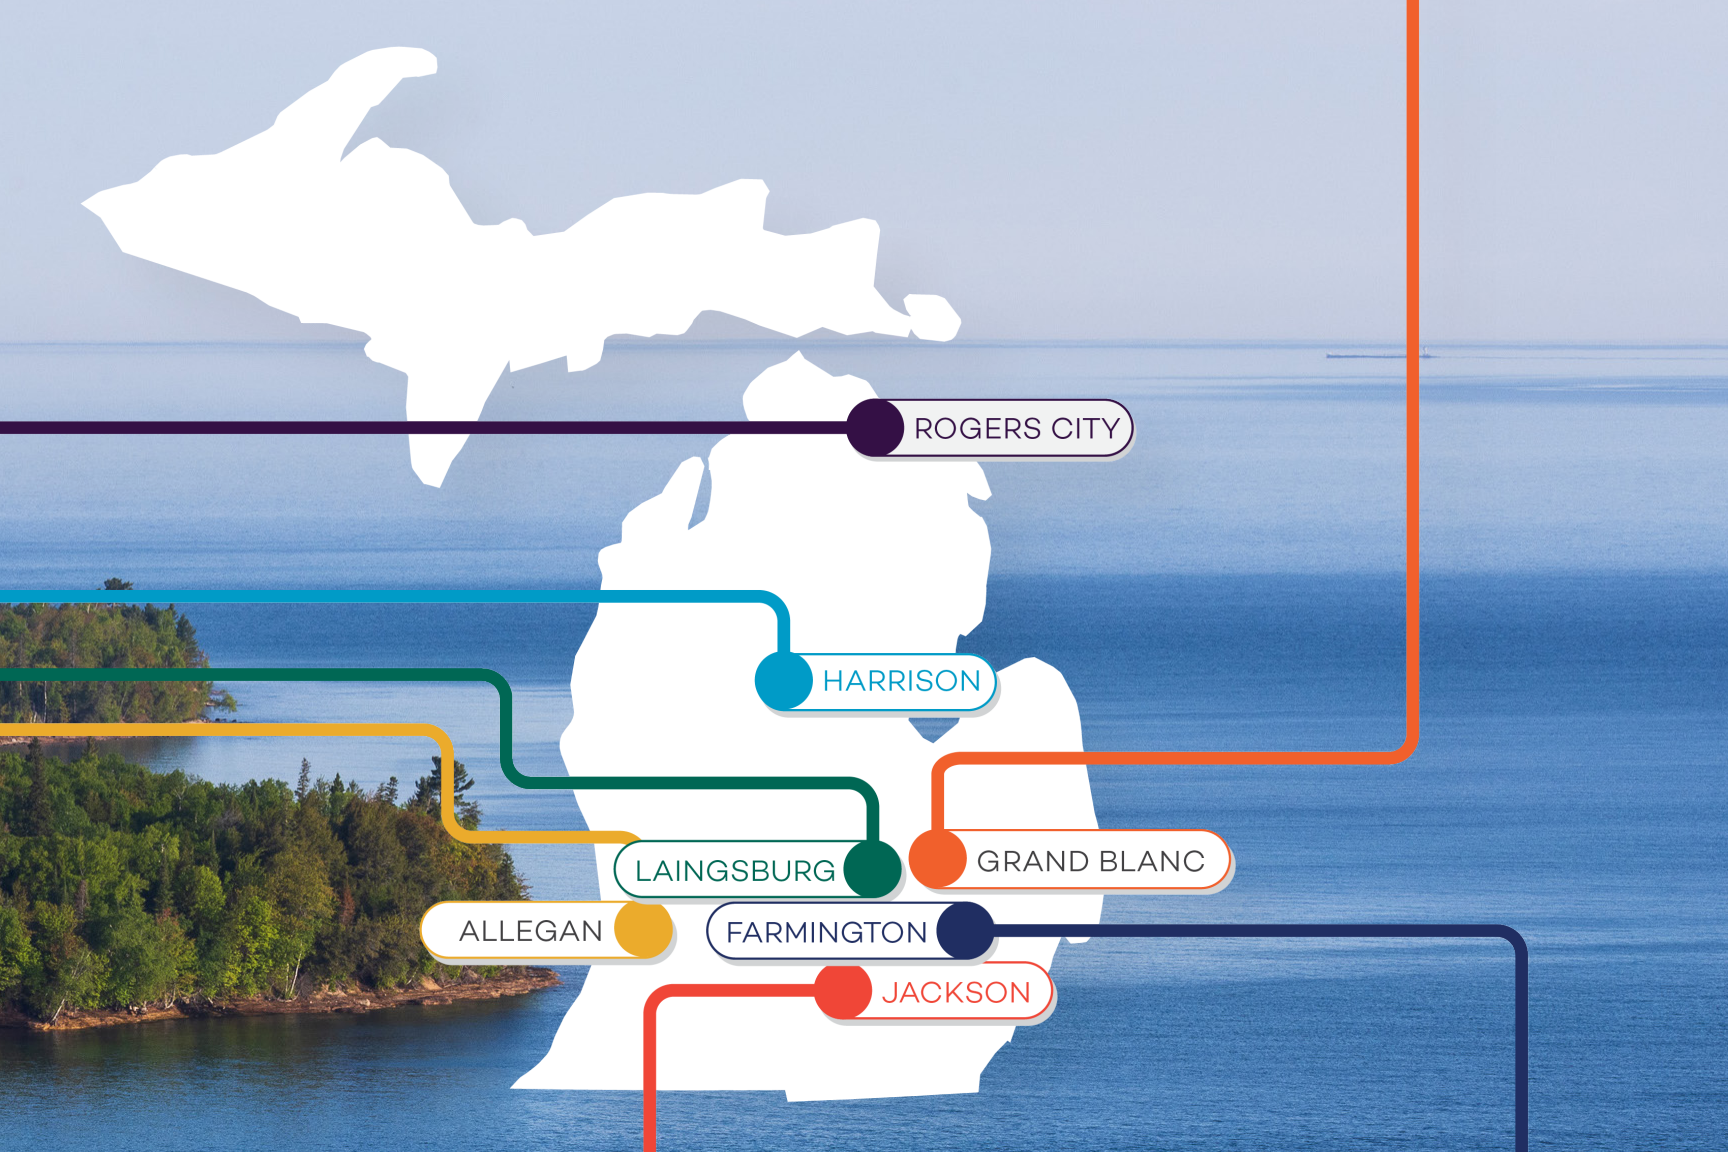 ROGERS CITY
HARRISON
LAINGSBURG
GRAND BLANC
ALLEGAN
FARMINGTON
JACKSON